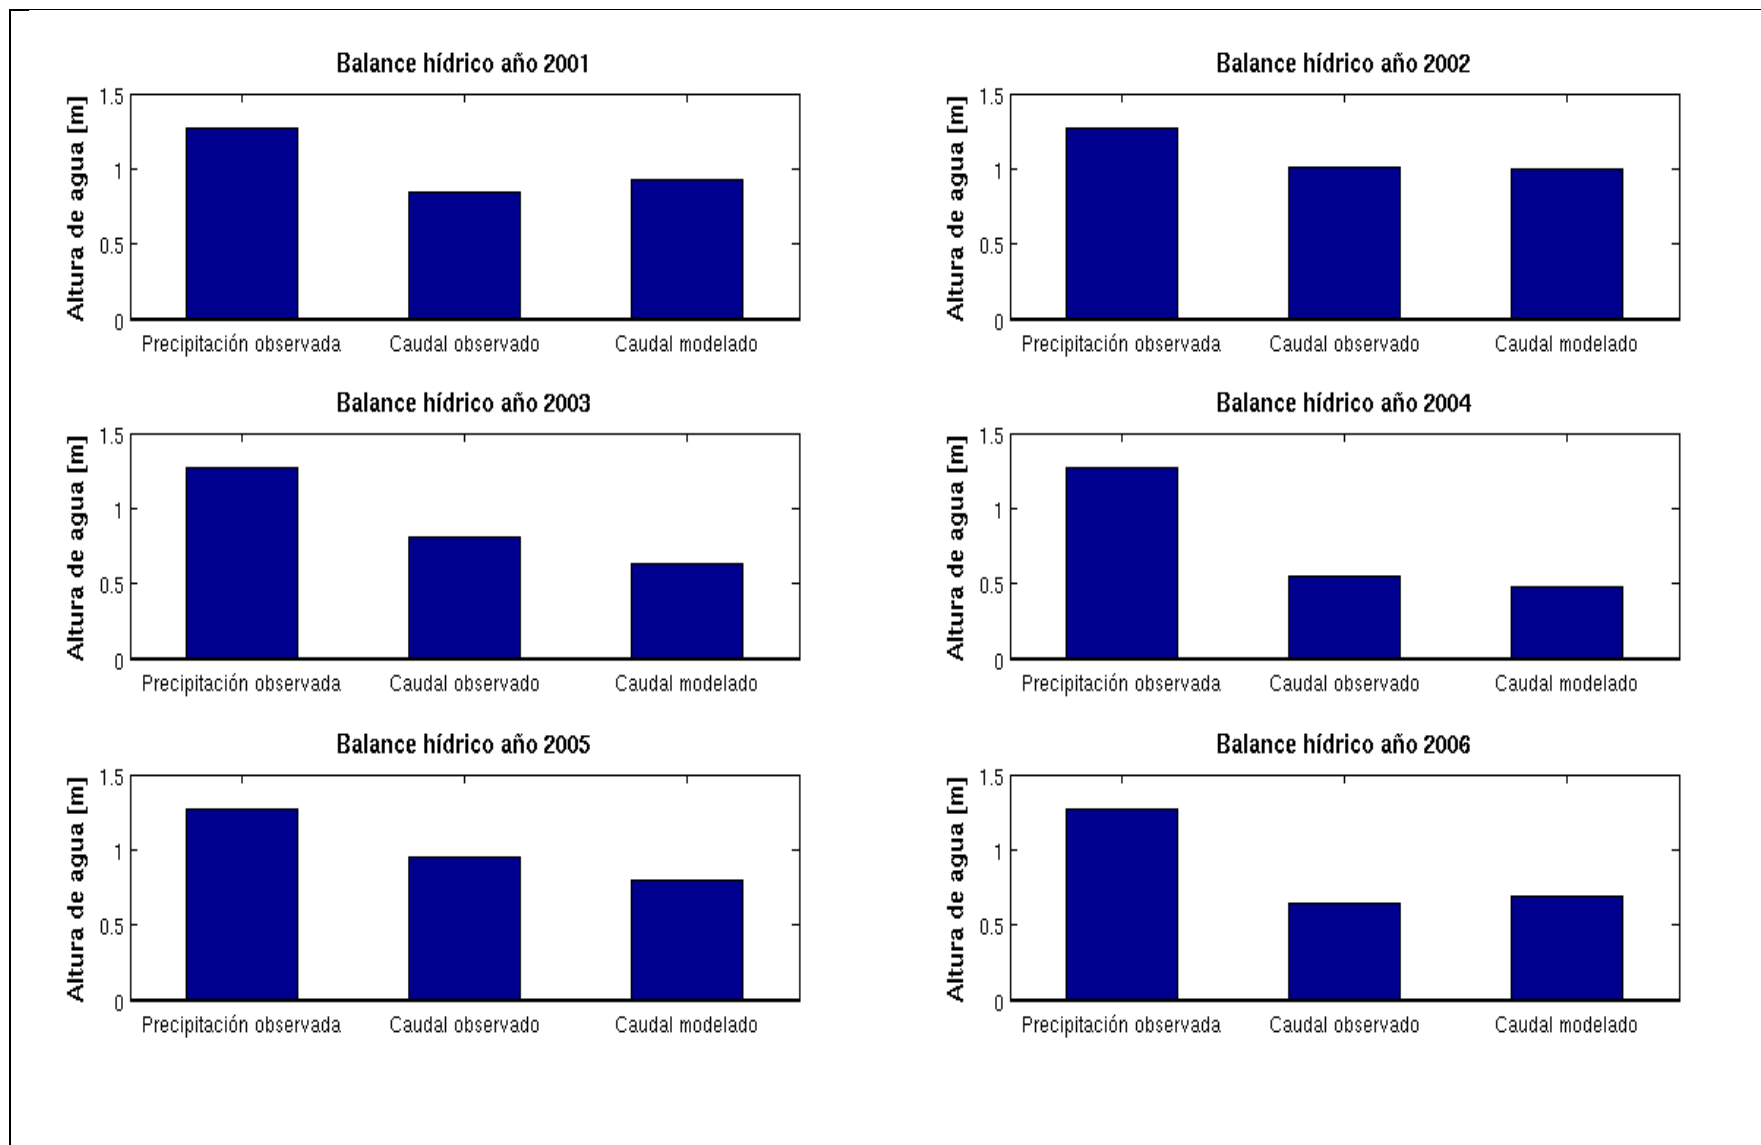 Balance hídrico año 2001
Altura de agua [m]
1.5
1
0.5
0
Precipitación observada Caudal observado Caudal modelado
Balance hídrico año 2002
Altura de agua [m]
1.5
1
0.5
0
Precipitación observada Caudal observado Caudal modelado
Balance hídrico año 2003
Altura de agua [m]
1.5
1
0.5
0
Precipitación observada Caudal observado Caudal modelado
Balance hídrico año 2004
Altura de agua [m]
1.5
1
0.5
0
Precipitación observada Caudal observado Caudal modelado
Balance hídrico año 2005
Altura de agua [m]
1.5
1
0.5
0
Precipitación observada Caudal observado Caudal modelado
Balance hídrico año 2006
Altura de agua [m]
1.5
1
0.5
0
Precipitación observada Caudal observado Caudal modelado